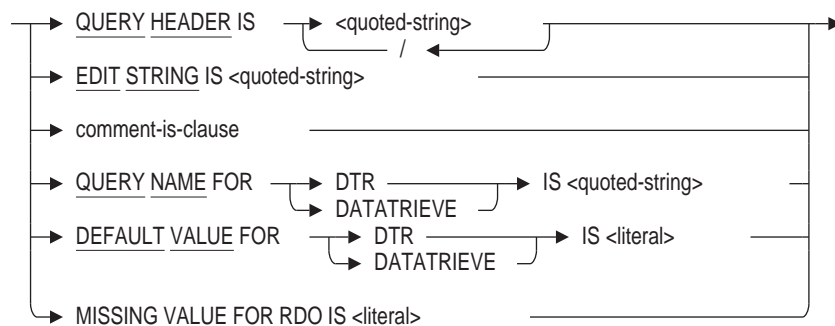 QUERY HEADER IS <quoted-string>
/
EDIT STRING IS <quoted-string>
comment-is-clause
QUERY NAME FOR DTR IS <quoted-string>
DATATRIEVE
DEFAULT VALUE FOR DTR IS <literal>
DATATRIEVE
MISSING VALUE FOR RDO IS <literal>